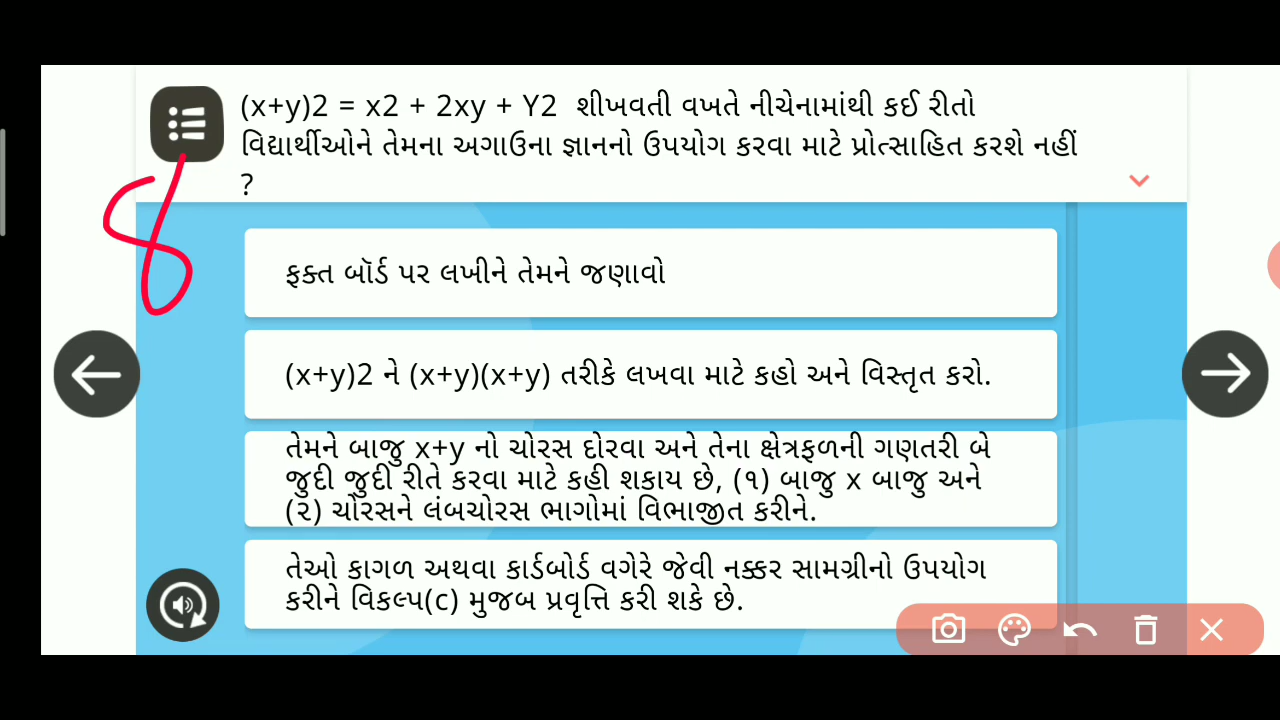 (x+y)2 = x2 + 2xy + Y2 શીખવતી વખતે નીચેનામાંથી કઈ રીતો
વિદ્યાર્થીઓને તેમના અગાઉના જ્ઞાનનો ઉપયોગ કરવા માટે પ્રોત્સાહિત કરશે નહીં
?
8
ફક્ત બૉર્ડ પર લખીને તેમને જણાવો
(x+y)2 ને (x+y)(x+y) તરીકે લખવા માટે કહો અને વિસ્તૃત કરો.
તેમને બાજુ x+y નો ચોરસ દોરવા અને તેના ક્ષેત્રફળની ગણતરી બે
જુદી જુદી રીતે કરવા માટે કહી શકાય છે, (૧) બાજુ x બાજુ અને
(૨) ચોરસને લંબચોરસ ભાગોમાં વિભાજીત કરીને.
તેઓ કાગળ અથવા કાર્ડબોર્ડ વગેરે જેવી નક્કર સામગ્રીનો ઉપયોગ
કરીને વિકલ્પ(c) મુજબ પ્રવૃત્તિ કરી શકે છે.